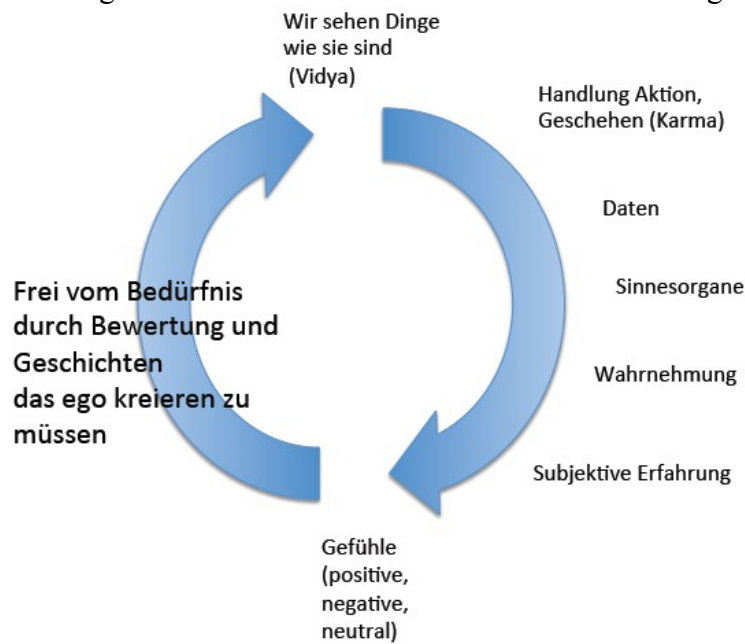 Wir sehen Dinge
wie sie sind
(Vidya)
Handlung Aktion,
Geschehen (Karma)
Daten
Sinnesorgane
Wahrnehmung
Subjektive Erfahrung
Gefühle
(positive,
negative,
neutral)
Frei vom Bedürfnis
durch Bewertung und
Geschichten
das ego kreieren zu
müssen